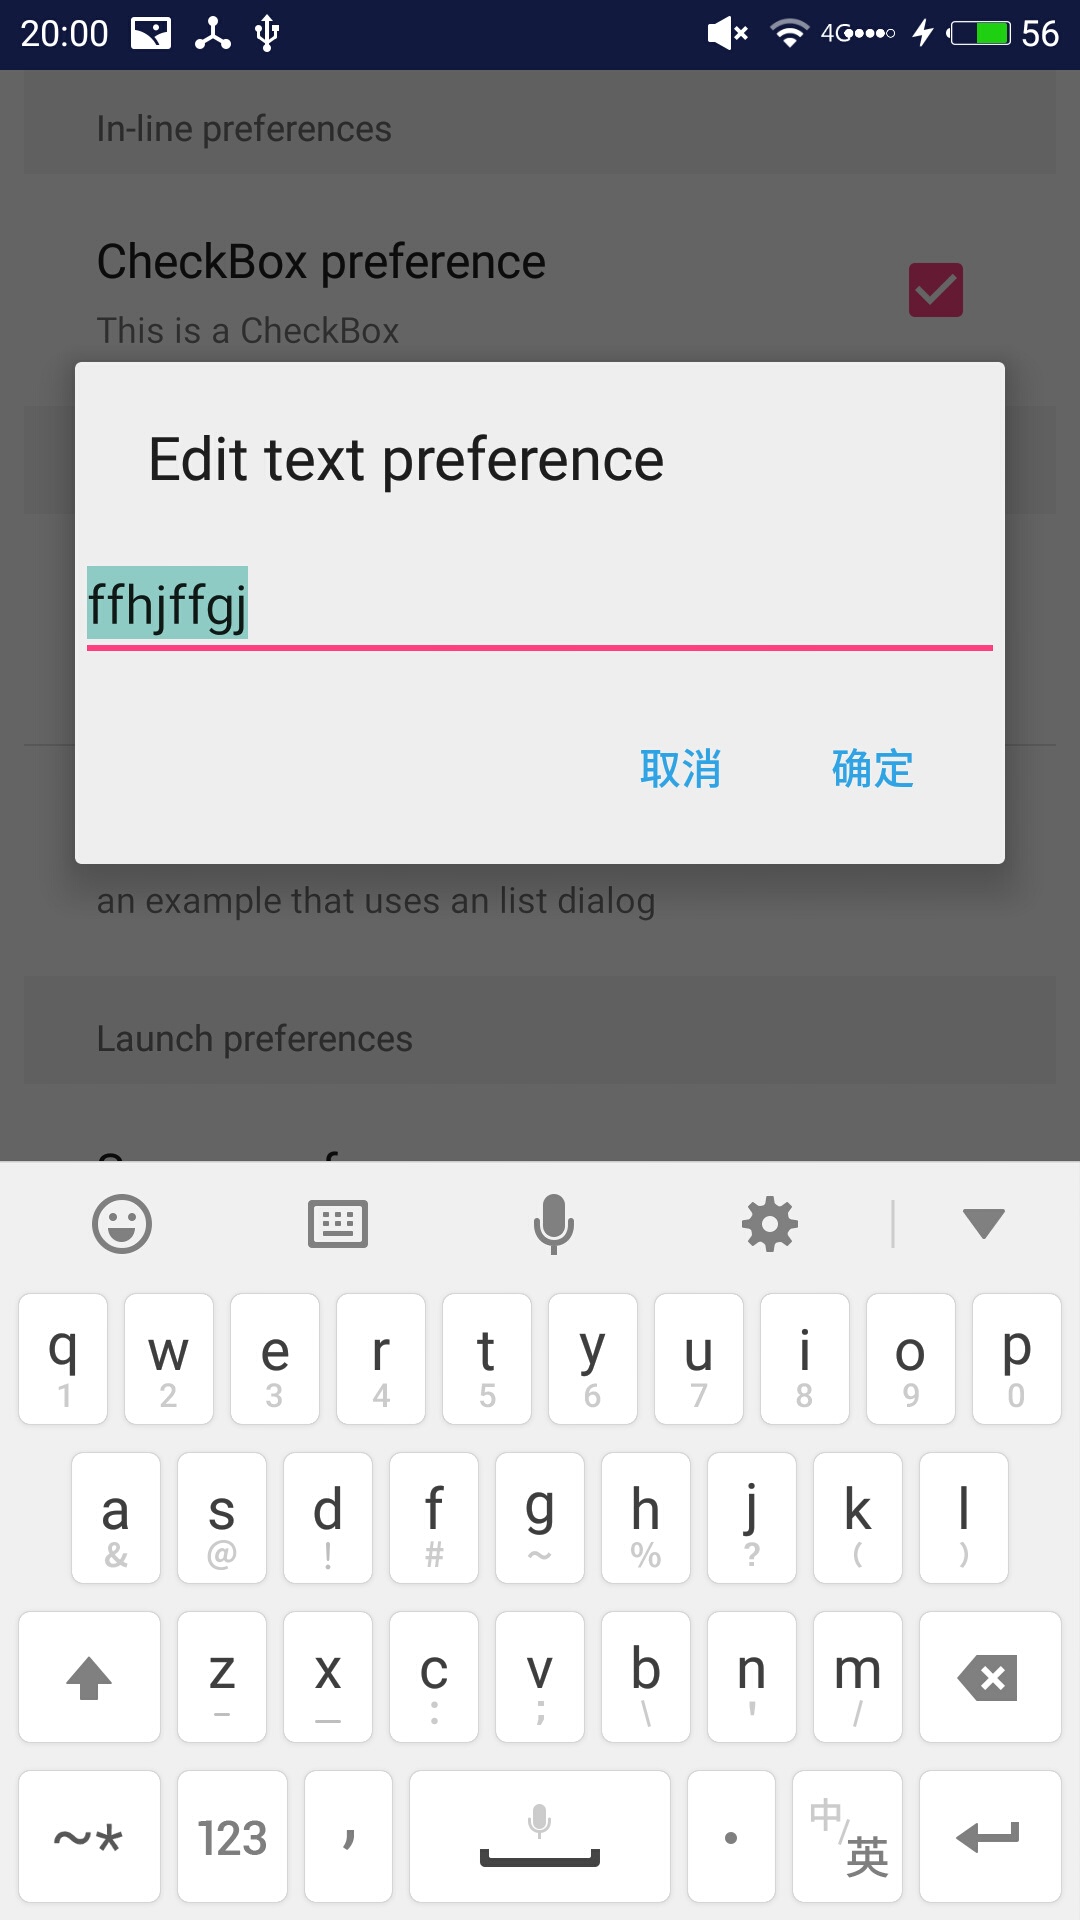 20:00 4G 56
In-line preferences
CheckBox preference
This is a CheckBox
Edit text preference
ffhjffgj
取消 确定
an example that uses an list dialog
Launch preferences
q w e r t y u i o p
1 2 3 4 5 6 7 8 9 0
a s d f g h j k l
& @ ! # ~ % ? ( )
z x c v b n m
– _ : ; \ ' /
~* 123 , . 中/英